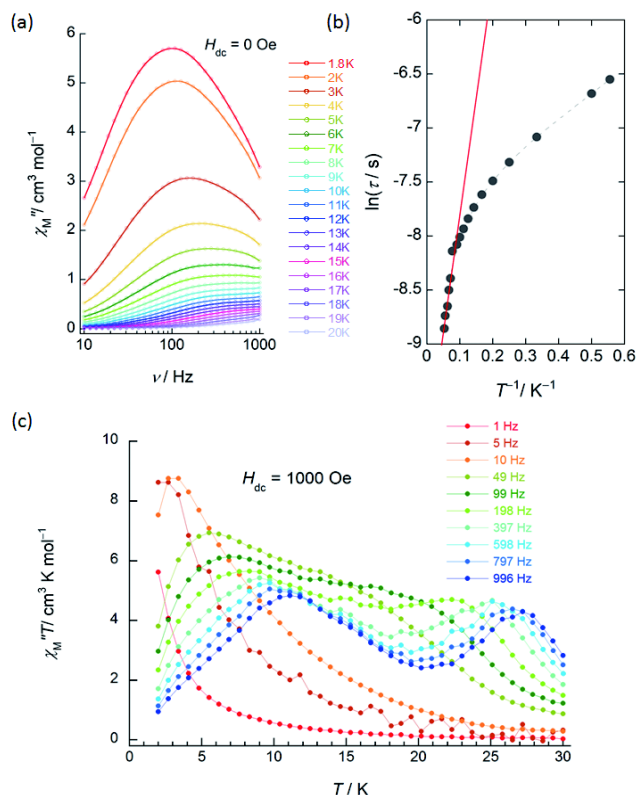 (a)
6
5
4
3
2
1
0
χM″/ cm³ mol⁻¹
Hdc = 0 Oe
10
100
1000
ν / Hz
1.8K
2K
3K
4K
5K
6K
7K
8K
9K
10K
11K
12K
13K
14K
15K
16K
17K
18K
19K
20K
(b)
-6
-6.5
-7
-7.5
-8
-8.5
-9
ln(τ / s)
0
0.1
0.2
0.3
0.4
0.5
0.6
T⁻¹/ K⁻¹
(c)
10
8
6
4
2
0
χM″T/ cm³ K mol⁻¹
Hdc = 1000 Oe
1 Hz
5 Hz
10 Hz
49 Hz
99 Hz
198 Hz
397 Hz
598 Hz
797 Hz
996 Hz
0
5
10
15
20
25
30
T / K